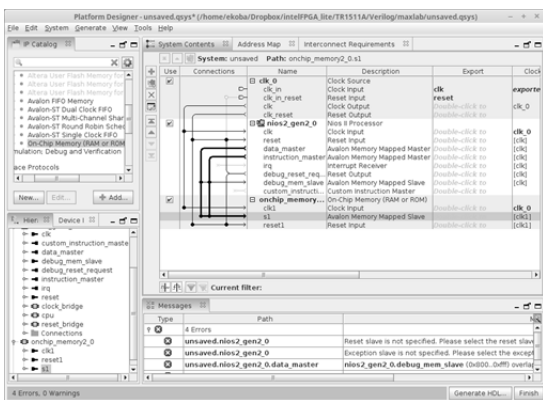 Platform Designer - unsaved.qsys* (/home/ekoba/Dropbox/intelFPGA_lite/TR1511A/Verilog/maxlab/unsaved.qsys)
File Edit System Generate View Tools Help
IP Catalog
Altera User Flash Memory for
Altera User Flash Memory for
Avalon FIFO Memory
Avalon-ST Dual Clock FIFO
Avalon-ST Multi-Channel Shar
Avalon-ST Round Robin Sched
Avalon-ST Single Clock FIFO
On-Chip Memory (RAM or ROM
nulation: Debug and Verification
ace Protocols
New... Edit... Add...
Hier Device
clk
custom_instruction_maste
data_master
debug_mem_slave
debug_reset_request
instruction_master
irq
reset
clock_bridge
cpu
reset_bridge
Connections
onchip_memory2_0
clk1
reset1
s1
System Contents Address Map Interconnect Requirements
System: unsaved Path: onchip_memory2_0.s1
Use Connections Name Description Export Clock
clk_0 Clock Source
clk_in Clock Input clk exporte
clk_in_reset Reset Input reset
clk Clock Output Double-click to clk_0
clk_reset Reset Output Double-click to
nios2_gen2_0 Nios II Processor
clk Clock Input Double-click to clk_0
reset Reset Input Double-click to [clk]
data_master Avalon Memory Mapped Master Double-click to [clk]
instruction_master Avalon Memory Mapped Master Double-click to [clk]
irq Interrupt Receiver Double-click to [clk]
debug_reset_requ... Reset Output Double-click to [clk]
debug_mem_slave Avalon Memory Mapped Slave Double-click to [clk]
custom_instructi... Custom Instruction Master Double-click to
onchip_memory... On-Chip Memory (RAM or ROM)
clk1 Clock Input Double-click to clk_0
s1 Avalon Memory Mapped Slave Double-click to [clk1]
reset1 Reset Input Double-click to [clk1]
Current filter:
Messages
Type Path
4 Errors
unsaved.nios2_gen2_0 Reset slave is not specified. Please select the reset slave
unsaved.nios2_gen2_0 Exception slave is not specified. Please select the except
unsaved.nios2_gen2_0.data_master nios2_gen2_0.debug_mem_slave (0x800..0xfff) overlap
4 Errors, 0 Warnings
Generate HDL... Finish